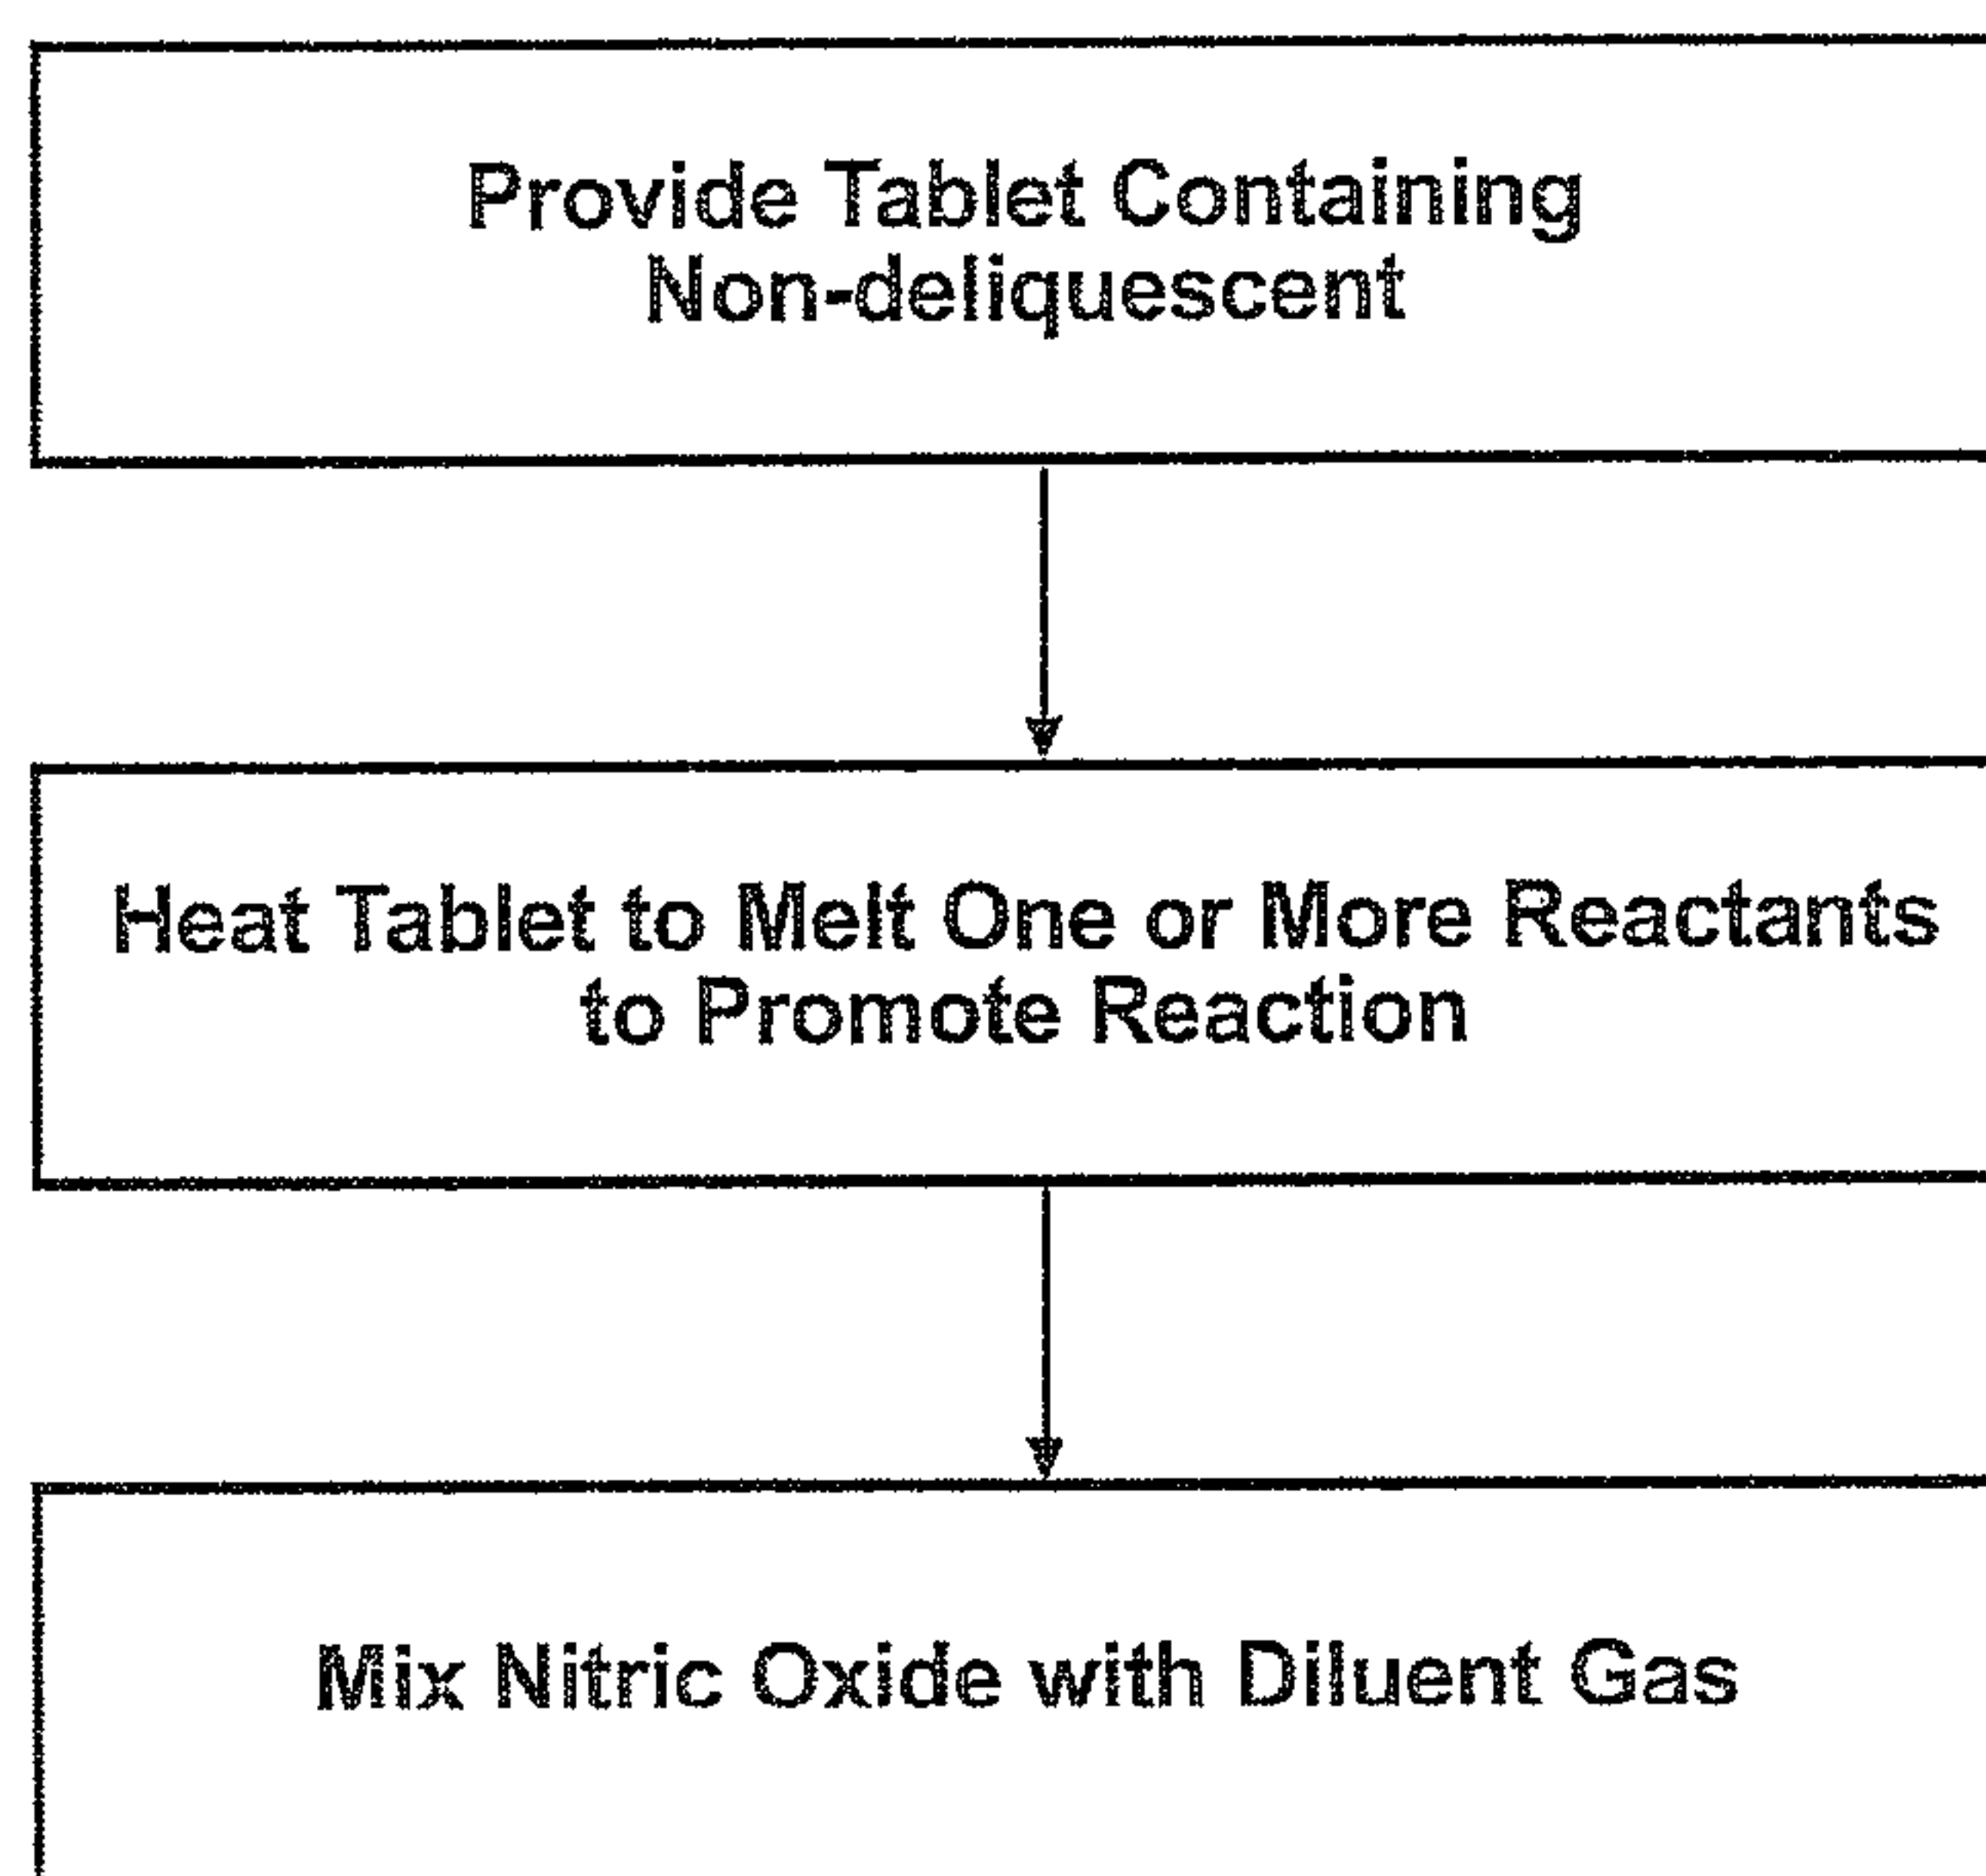 Provide Tablet Containing
Non-deliquescent
Heat Tablet to Melt One or More Reactants
to Promote Reaction
Mix Nitric Oxide with Diluent Gas